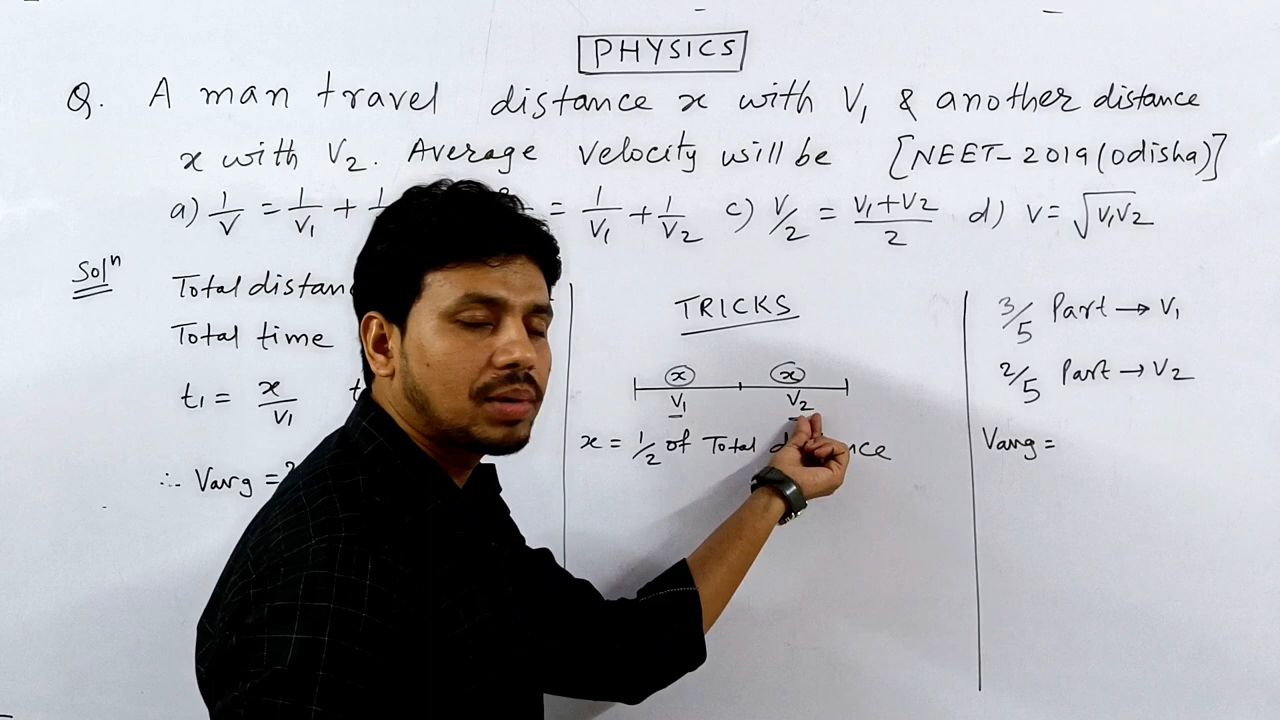 PHYSICS
Q. A man travel distance x with V₁ & another distance
x with V₂. Average velocity will be [NEET-2019(Odisha)]
a) 1/V = 1/V₁ + = 1/V₁ + 1/V₂ c) V/2 = (V₁+V₂)/2 d) V = √V₁V₂
Solⁿ
Total distan
Total time
t₁ = x/V₁
∴ Vavg =
TRICKS
x x
V₁ V₂
x = 1/2 of Total
3/5 Part → V₁
2/5 Part → V₂
Vavg =